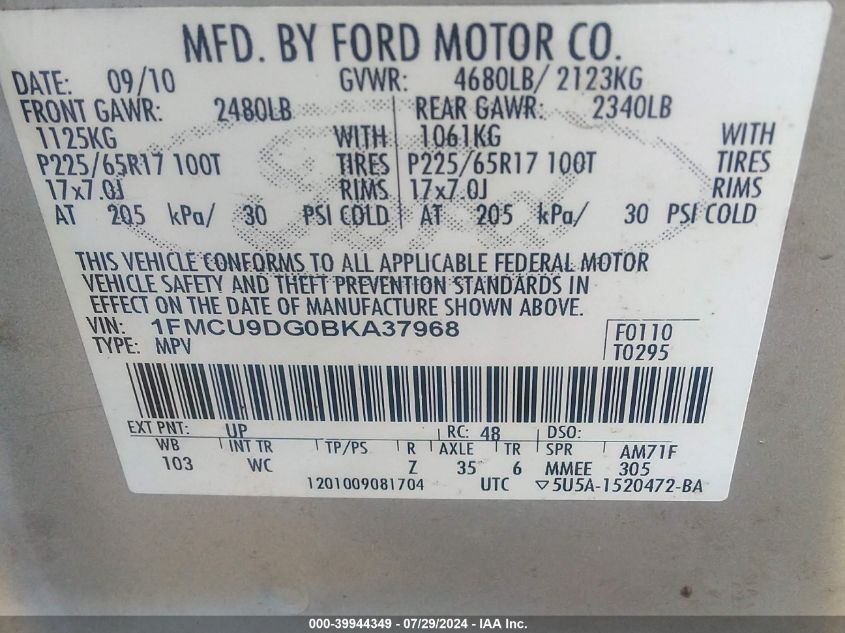 MFD. BY FORD MOTOR CO.
DATE: 09/10 GVWR: 4680LB/ 2123KG
FRONT GAWR: 2480LB REAR GAWR: 2340LB
1125KG WITH 1061KG WITH
P225/65R17 100T TIRES P225/65R17 100T TIRES
17x7.0J RIMS 17x7.0J RIMS
AT 205 kPa/ 30 PSI COLD AT 205 kPa/ 30 PSI COLD
THIS VEHICLE CONFORMS TO ALL APPLICABLE FEDERAL MOTOR
VEHICLE SAFETY AND THEFT PREVENTION STANDARDS IN
EFFECT ON THE DATE OF MANUFACTURE SHOWN ABOVE.
VIN: 1FMCU9DG0BKA37968 F0110
TYPE: MPV T0295
EXT PNT: UP RC: 48 DSO:
WB INT TR TP/PS R AXLE TR SPR AM71F
103 WC Z 35 6 MMEE 305
1201009081704 UTC ▽5U5A-1520472-BA
000-39944349 - 07/29/2024 - IAA Inc.